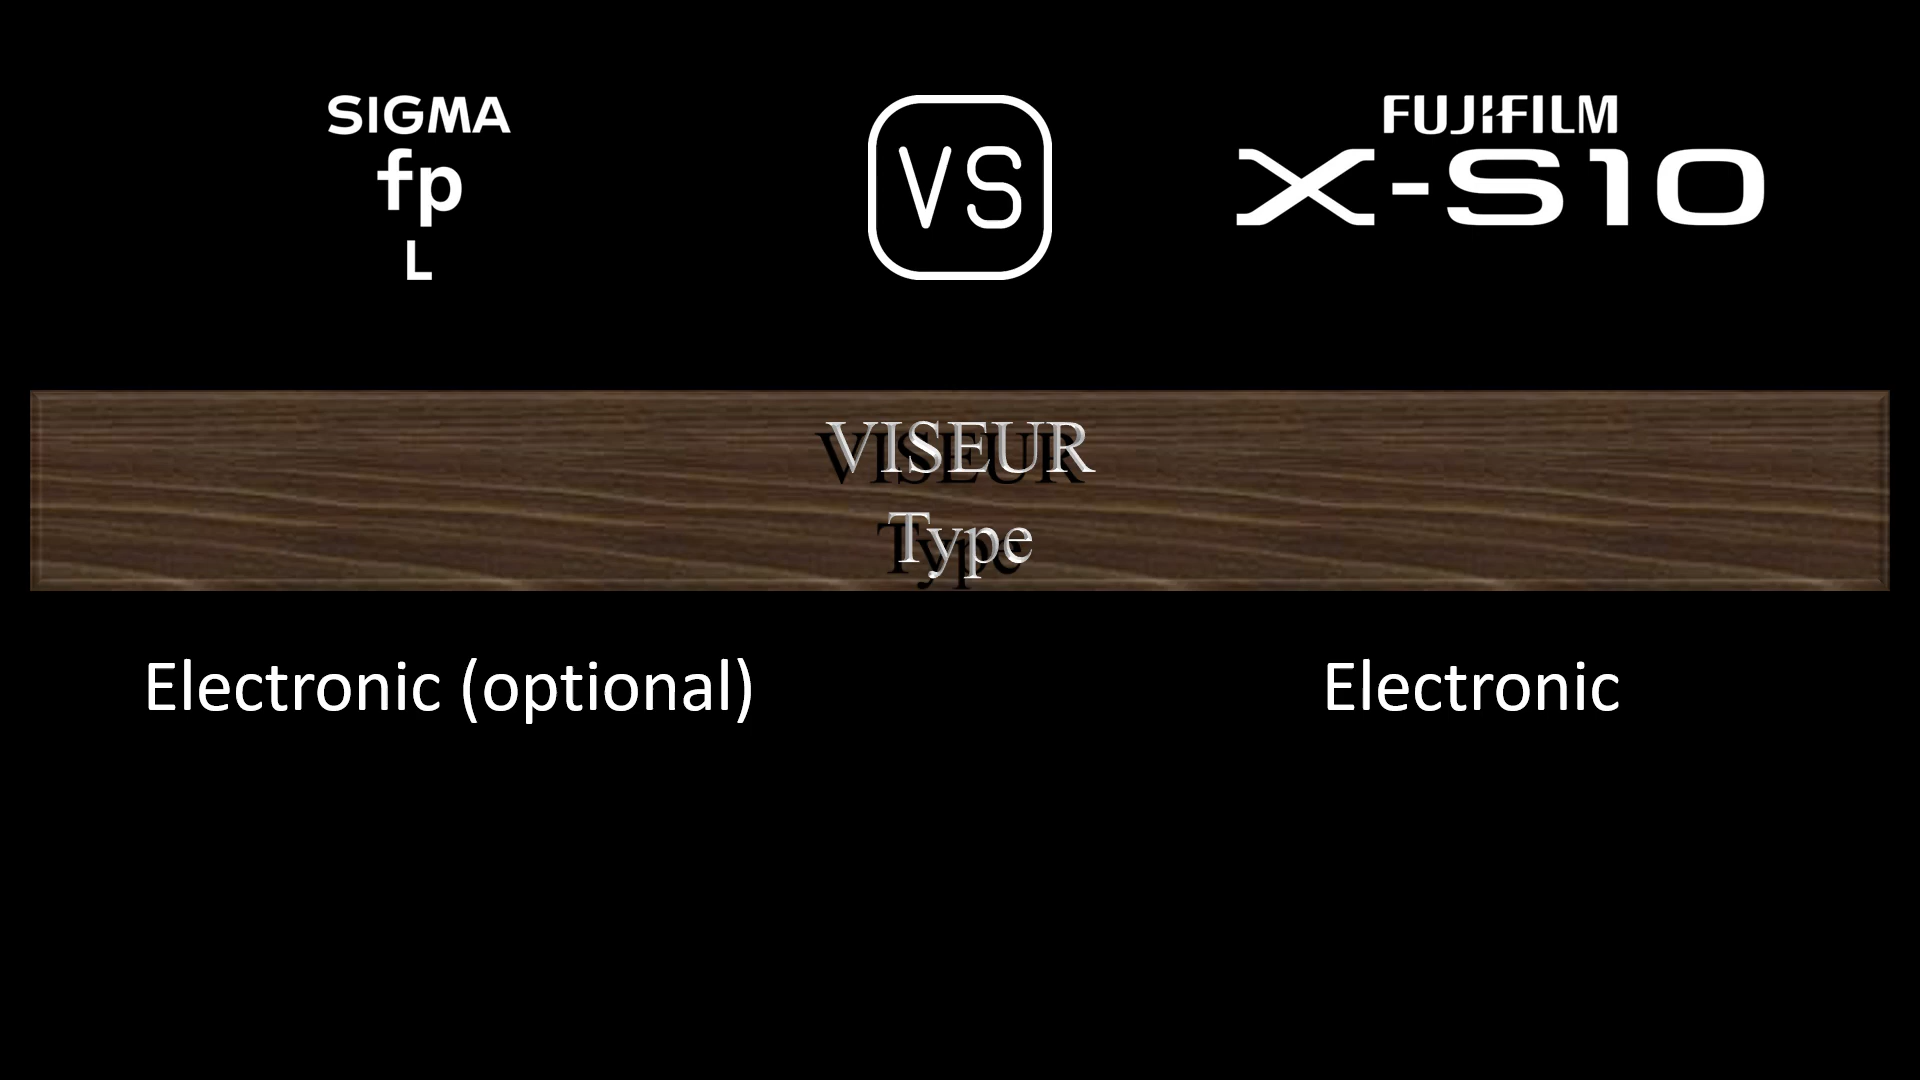 SIGMA
fp
L
VS
FUJIFILM
X-S10
VISEUR
Type
Electronic (optional)
Electronic